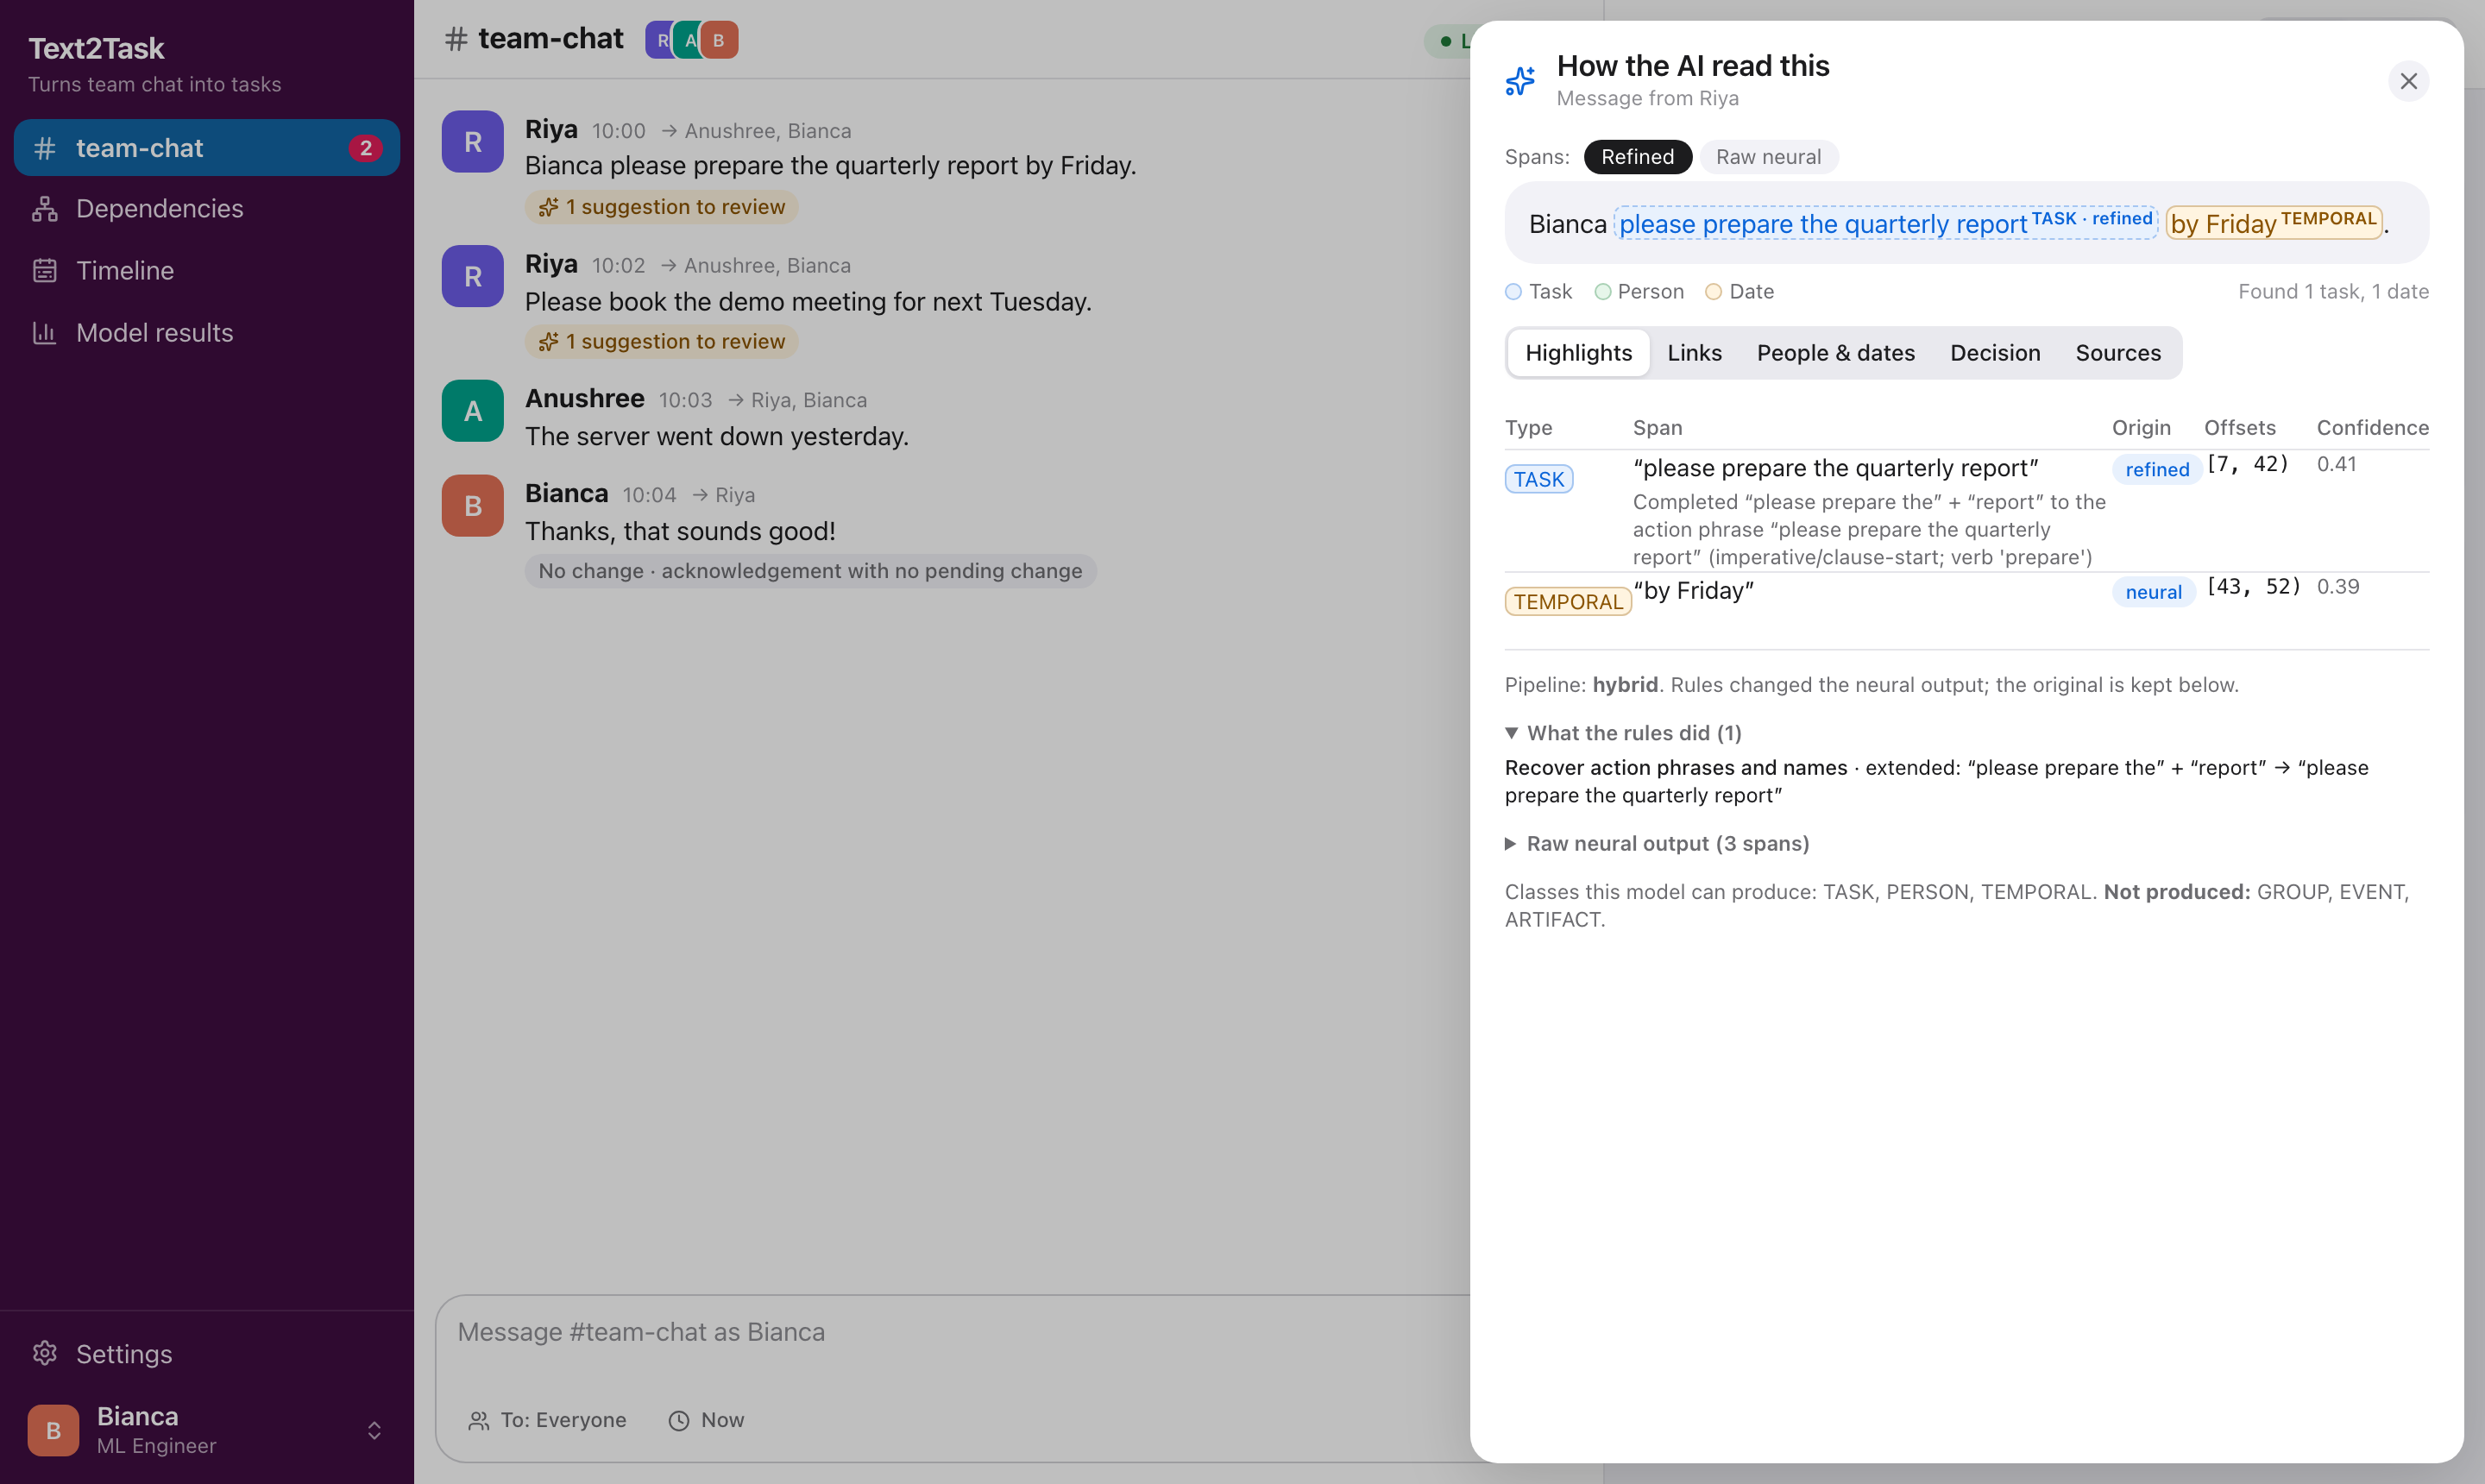 Text2Task
Turns team chat into tasks
# team-chat 2
Dependencies
Timeline
Model results
Settings
B
Bianca
ML Engineer
# team-chat
R A B
R
Riya 10:00 → Anushree, Bianca
Bianca please prepare the quarterly report by Friday.
1 suggestion to review
R
Riya 10:02 → Anushree, Bianca
Please book the demo meeting for next Tuesday.
1 suggestion to review
A
Anushree 10:03 → Riya, Bianca
The server went down yesterday.
B
Bianca 10:04 → Riya
Thanks, that sounds good!
No change · acknowledgement with no pending change
Message #team-chat as Bianca
To: Everyone Now
How the AI read this
Message from Riya
Spans: Refined Raw neural
Bianca please prepare the quarterly report TASK · refined by Friday TEMPORAL.
Task Person Date Found 1 task, 1 date
Highlights Links People & dates Decision Sources
Type Span Origin Offsets Confidence
TASK “please prepare the quarterly report” refined [7, 42) 0.41
Completed “please prepare the” + “report” to the
action phrase “please prepare the quarterly
report” (imperative/clause-start; verb 'prepare')
TEMPORAL “by Friday” neural [43, 52) 0.39
Pipeline: hybrid. Rules changed the neural output; the original is kept below.
▼ What the rules did (1)
Recover action phrases and names · extended: “please prepare the” + “report” → “please
prepare the quarterly report”
▶ Raw neural output (3 spans)
Classes this model can produce: TASK, PERSON, TEMPORAL. Not produced: GROUP, EVENT,
ARTIFACT.